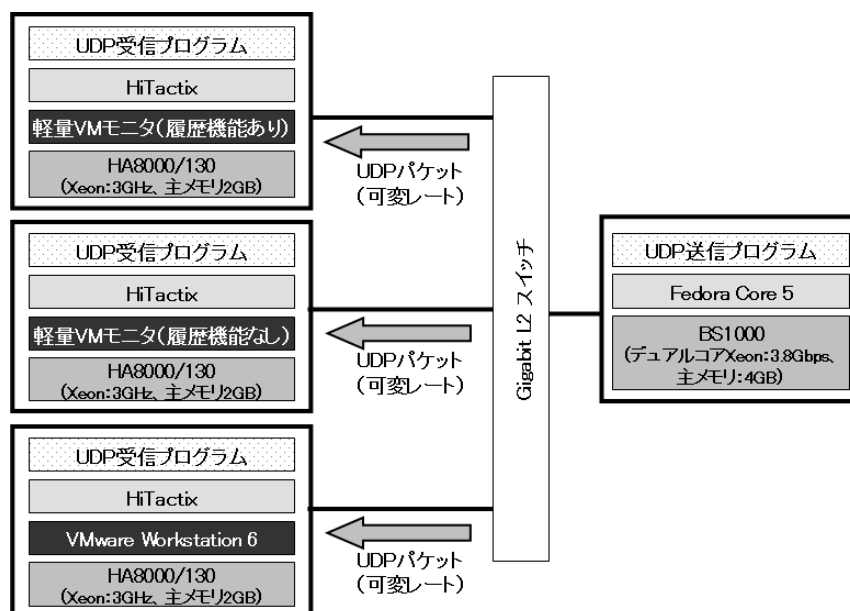 UDP受信プログラム
HiTactix
軽量VMモニタ(履歴機能あり)
HA8000/130
(Xeon:3GHz、主メモリ2GB)
UDPパケット
(可変レート)
UDP受信プログラム
HiTactix
軽量VMモニタ(履歴機能なし)
HA8000/130
(Xeon:3GHz、主メモリ2GB)
UDPパケット
(可変レート)
UDP受信プログラム
HiTactix
VMware Workstation 6
HA8000/130
(Xeon:3GHz、主メモリ2GB)
UDPパケット
(可変レート)
Gigabit L2 スイッチ
UDP送信プログラム
Fedora Core 5
BS1000
(デュアルコアXeon:3.8Gbps、
主メモリ:4GB)